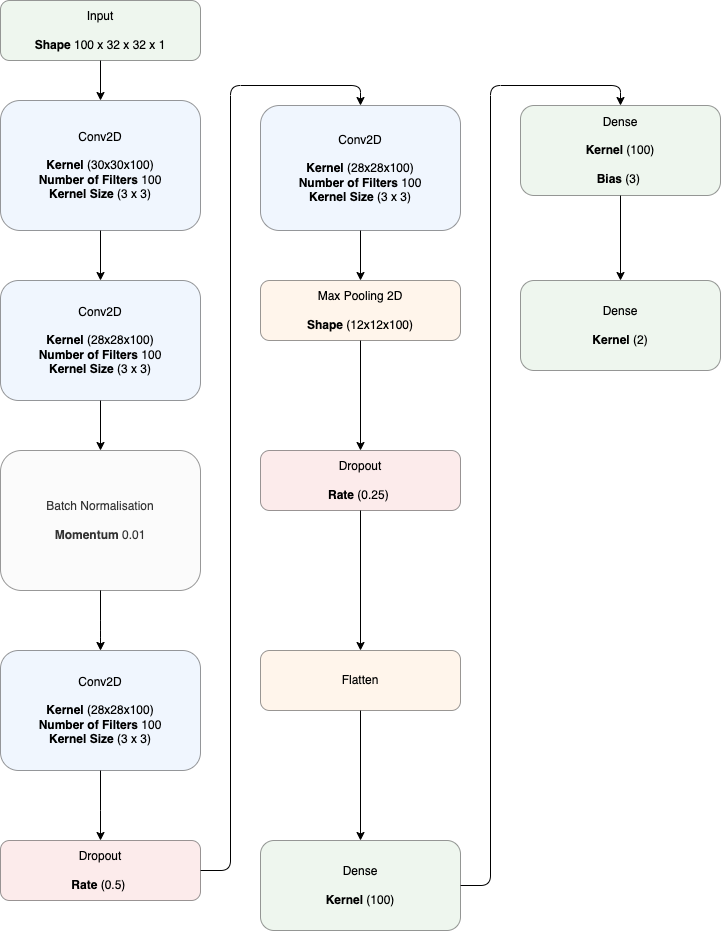 Input
Shape 100 x 32 x 32 x 1
Conv2D
Kernel (30x30x100)
Number of Filters 100
Kernel Size (3 x 3)
Conv2D
Kernel (28x28x100)
Number of Filters 100
Kernel Size (3 x 3)
Batch Normalisation
Momentum 0.01
Conv2D
Kernel (28x28x100)
Number of Filters 100
Kernel Size (3 x 3)
Dropout
Rate (0.5)
Conv2D
Kernel (28x28x100)
Number of Filters 100
Kernel Size (3 x 3)
Max Pooling 2D
Shape (12x12x100)
Dropout
Rate (0.25)
Flatten
Dense
Kernel (100)
Dense
Kernel (100)
Bias (3)
Dense
Kernel (2)